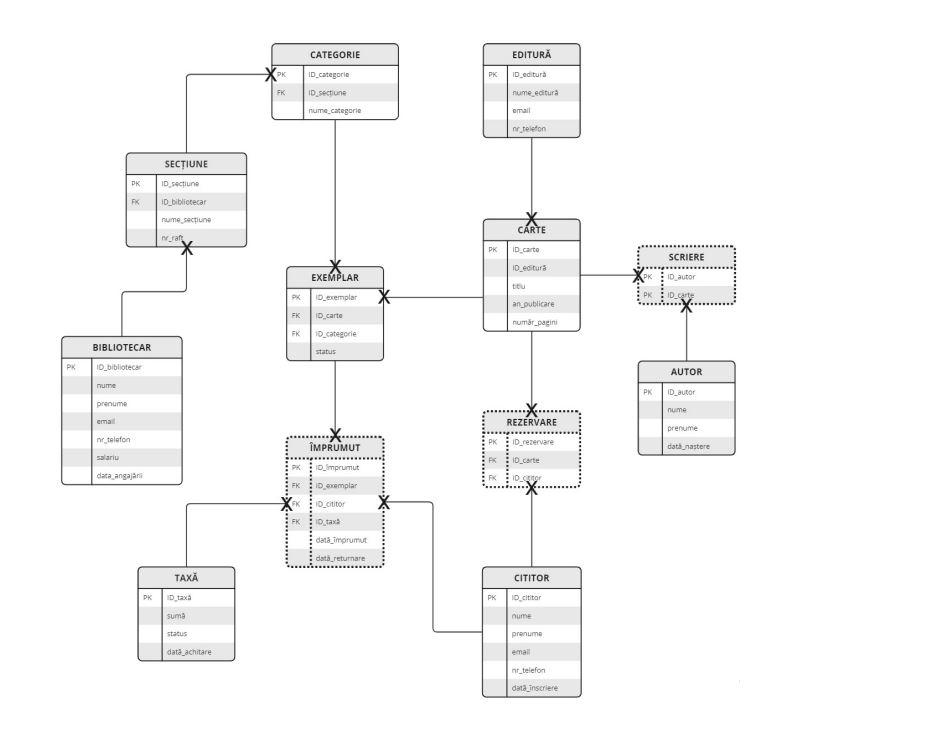 CATEGORIE
PK ID_categorie
FK ID_secțiune
nume_categorie
EDITURĂ
PK ID_editură
nume_editură
email
nr_telefon
SECȚIUNE
PK ID_secțiune
FK ID_bibliotecar
nume_secțiune
nr_raft
CARTE
PK ID_carte
ID_editură
titlu
an_publicare
număr_pagini
SCRIERE
PK ID_autor
PK ID_carte
EXEMPLAR
PK ID_exemplar
FK ID_carte
FK ID_categorie
status
BIBLIOTECAR
PK ID_bibliotecar
nume
prenume
email
nr_telefon
salariu
data_angajării
AUTOR
PK ID_autor
nume
prenume
dată_naștere
REZERVARE
PK ID_rezervare
FK ID_carte
FK ID_cititor
ÎMPRUMUT
PK ID_împrumut
FK ID_exemplar
FK ID_cititor
FK ID_taxă
dată_împrumut
dată_returnare
TAXĂ
PK ID_taxă
sumă
status
dată_achitare
CITITOR
PK ID_cititor
nume
prenume
email
nr_telefon
dată_înscriere